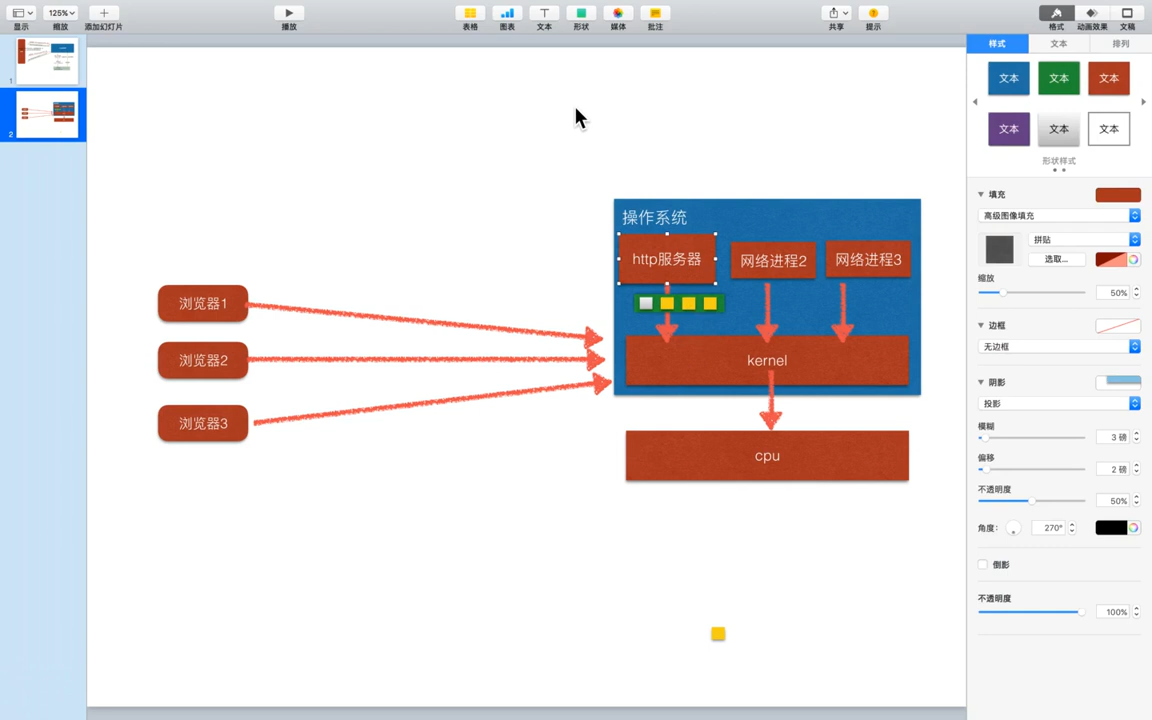 125%
显示
缩放
添加幻灯片
播放
表格
图表
文本
形状
媒体
批注
共享
提示
格式
动画效果
文稿
1
2
操作系统
http服务器
网络进程2
网络进程3
浏览器1
浏览器2
浏览器3
kernel
cpu
样式
文本
排列
文本
文本
文本
文本
文本
文本
形状样式
填充
高级图像填充
拼贴
选取...
缩放
50%
边框
无边框
阴影
投影
模糊
3 磅
偏移
2 磅
不透明度
50%
角度:
270°
倒影
不透明度
100%